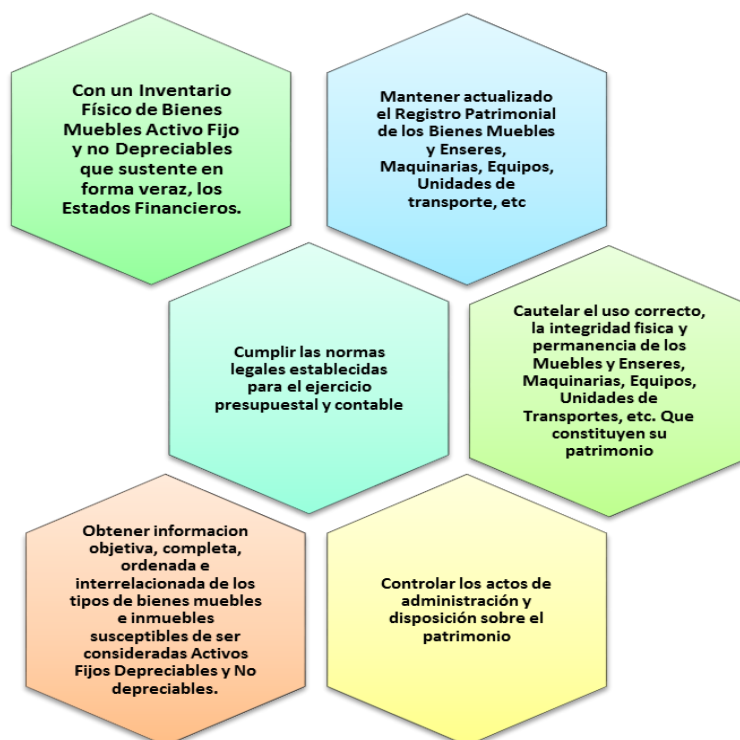 Con un Inventario
Físico de Bienes
Muebles Activo Fijo
y no Depreciables
que sustente en
forma veraz, los
Estados Financieros.
Mantener actualizado
el Registro Patrimonial
de los Bienes Muebles
y Enseres,
Maquinarias, Equipos,
Unidades de
transporte, etc
Cumplir las normas
legales establecidas
para el ejercicio
presupuestal y contable
Cautelar el uso correcto,
la integridad fisica y
permanencia de los
Muebles y Enseres,
Maquinarias, Equipos,
Unidades de
Transportes, etc. Que
constituyen su
patrimonio
Obtener informacion
objetiva, completa,
ordenada e
interrelacionada de los
tipos de bienes muebles
e inmuebles
susceptibles de ser
consideradas Activos
Fijos Depreciables y No
depreciables.
Controlar los actos de
administración y
disposición sobre el
patrimonio